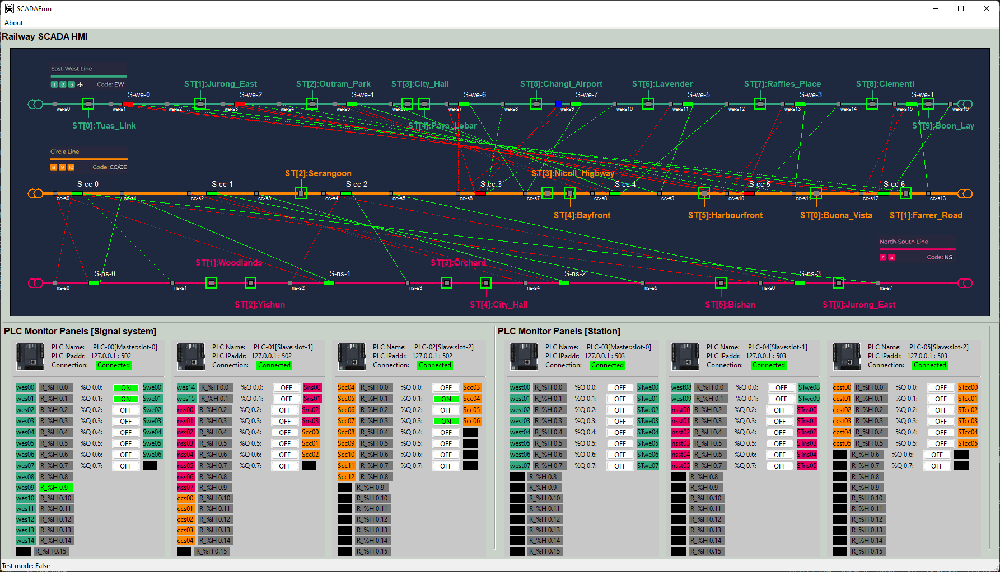 SCADAEmu
About
Railway SCADA HMI
East-West Line
1 2 3 Code: EW
ST[1]:Jurong_East ST[2]:Outram_Park ST[3]:City_Hall ST[5]:Changi_Airport ST[6]:Lavender ST[7]:Raffles_Place ST[8]:Clementi
S-we-0 S-we-2 S-we-4 S-we-6 S-we-7 S-we-5 S-we-3 S-we-1
we-s0 we-s1 we-s2 we-s3 we-s4 we-s5 we-s6 we-s7 we-s8 we-s9 we-s10 we-s11 we-s12 we-s13 we-s14 we-s15 we-s16
ST[0]:Tuas_Link ST[4]:Paya_Lebar ST[9]:Boon_Lay
Circle Line
8 9 10 Code: CC/CE
ST[2]:Serangoon ST[3]:Nicoll_Highway
S-cc-0 S-cc-1 S-cc-2 S-cc-3 S-cc-4 S-cc-5 S-cc-6
cc-s0 cc-s1 cc-s2 cc-s3 cc-s4 cc-s5 cc-s6 cc-s7 cc-s8 cc-s9 cc-s10 cc-s11 cc-s12 cc-s13
ST[4]:Bayfront ST[5]:Harbourfront ST[0]:Buona_Vista ST[1]:Farrer_Road
North-South Line
4 5 Code: NS
ST[1]:Woodlands ST[3]:Orchard
S-ns-0 S-ns-1 S-ns-2 S-ns-3
ns-s0 ns-s1 ns-s2 ns-s3 ns-s4 ns-s5 ns-s6 ns-s7
ST[2]:Yishun ST[4]:City_Hall ST[5]:Bishan ST[0]:Jurong_East
PLC Monitor Panels [Signal system]
PLC Name: PLC-00[Master:slot-0]
PLC IPaddr: 127.0.0.1 : 502
Connection: Connected
wes00 R_%H 0.0 %Q 0.0: ON Swe00
wes01 R_%H 0.1 %Q 0.1: ON Swe01
wes02 R_%H 0.2 %Q 0.2: OFF Swe02
wes03 R_%H 0.3 %Q 0.3: OFF Swe03
wes04 R_%H 0.4 %Q 0.4: OFF Swe04
wes05 R_%H 0.5 %Q 0.5: OFF Swe05
wes06 R_%H 0.6 %Q 0.6: OFF Swe06
wes07 R_%H 0.7 %Q 0.7: OFF
wes08 R_%H 0.8
wes09 R_%H 0.9
wes10 R_%H 0.10
wes11 R_%H 0.11
wes12 R_%H 0.12
wes13 R_%H 0.13
wes14 R_%H 0.14
R_%H 0.15
PLC Name: PLC-01[Slave:slot-1]
PLC IPaddr: 127.0.0.1 : 502
Connection: Connected
wes14 R_%H 0.0 %Q 0.0: OFF Sns00
wes15 R_%H 0.1 %Q 0.1: OFF Sns01
nss00 R_%H 0.2 %Q 0.2: OFF Sns02
nss01 R_%H 0.3 %Q 0.3: OFF Sns03
nss02 R_%H 0.4 %Q 0.4: OFF Scc00
nss03 R_%H 0.5 %Q 0.5: OFF Scc01
nss04 R_%H 0.6 %Q 0.6: OFF Scc02
nss05 R_%H 0.7 %Q 0.7: OFF
nss06 R_%H 0.8
nss07 R_%H 0.9
ccs00 R_%H 0.10
ccs01 R_%H 0.11
ccs02 R_%H 0.12
ccs03 R_%H 0.13
ccs04 R_%H 0.14
R_%H 0.15
PLC Name: PLC-02[Slave:slot-2]
PLC IPaddr: 127.0.0.1 : 502
Connection: Connected
Scc04 R_%H 0.0 %Q 0.0: OFF Scc03
Scc05 R_%H 0.1 %Q 0.1: ON Scc04
Scc06 R_%H 0.2 %Q 0.2: OFF Scc05
Scc07 R_%H 0.3 %Q 0.3: ON Scc06
Scc08 R_%H 0.4 %Q 0.4: OFF
Scc09 R_%H 0.5 %Q 0.5: OFF
Scc10 R_%H 0.6 %Q 0.6: OFF
Scc11 R_%H 0.7 %Q 0.7: OFF
Scc12 R_%H 0.8
R_%H 0.9
R_%H 0.10
R_%H 0.11
R_%H 0.12
R_%H 0.13
R_%H 0.14
R_%H 0.15
PLC Monitor Panels [Station]
PLC Name: PLC-03[Master:slot-0]
PLC IPaddr: 127.0.0.1 : 503
Connection: Connected
west00 R_%H 0.0 %Q 0.0: OFF STwe00
west01 R_%H 0.1 %Q 0.1: OFF STwe01
west02 R_%H 0.2 %Q 0.2: OFF STwe02
west03 R_%H 0.3 %Q 0.3: OFF STwe03
west04 R_%H 0.4 %Q 0.4: OFF STwe04
west05 R_%H 0.5 %Q 0.5: OFF STwe05
west06 R_%H 0.6 %Q 0.6: OFF STwe06
west07 R_%H 0.7 %Q 0.7: OFF STwe07
R_%H 0.8
R_%H 0.9
R_%H 0.10
R_%H 0.11
R_%H 0.12
R_%H 0.13
R_%H 0.14
R_%H 0.15
PLC Name: PLC-04[Slave:slot-1]
PLC IPaddr: 127.0.0.1 : 503
Connection: Connected
west08 R_%H 0.0 %Q 0.0: OFF STwe08
west09 R_%H 0.1 %Q 0.1: OFF STwe09
nsst00 R_%H 0.2 %Q 0.2: OFF STns00
nsst01 R_%H 0.3 %Q 0.3: OFF STns01
nsst02 R_%H 0.4 %Q 0.4: OFF STns02
nsst03 R_%H 0.5 %Q 0.5: OFF STns03
nsst04 R_%H 0.6 %Q 0.6: OFF STns04
nsst05 R_%H 0.7 %Q 0.7: OFF STns05
R_%H 0.8
R_%H 0.9
R_%H 0.10
R_%H 0.11
R_%H 0.12
R_%H 0.13
R_%H 0.14
R_%H 0.15
PLC Name: PLC-05[Slave:slot-2]
PLC IPaddr: 127.0.0.1 : 503
Connection: Connected
ccst00 R_%H 0.0 %Q 0.0: OFF STcc00
ccst01 R_%H 0.1 %Q 0.1: OFF STcc01
ccst02 R_%H 0.2 %Q 0.2: OFF STcc02
ccst03 R_%H 0.3 %Q 0.3: OFF STcc03
ccst04 R_%H 0.4 %Q 0.4: OFF STcc04
ccst05 R_%H 0.5 %Q 0.5: OFF STcc05
R_%H 0.6 %Q 0.6: OFF
R_%H 0.7 %Q 0.7: OFF
R_%H 0.8
R_%H 0.9
R_%H 0.10
R_%H 0.11
R_%H 0.12
R_%H 0.13
R_%H 0.14
R_%H 0.15
Test mode: False